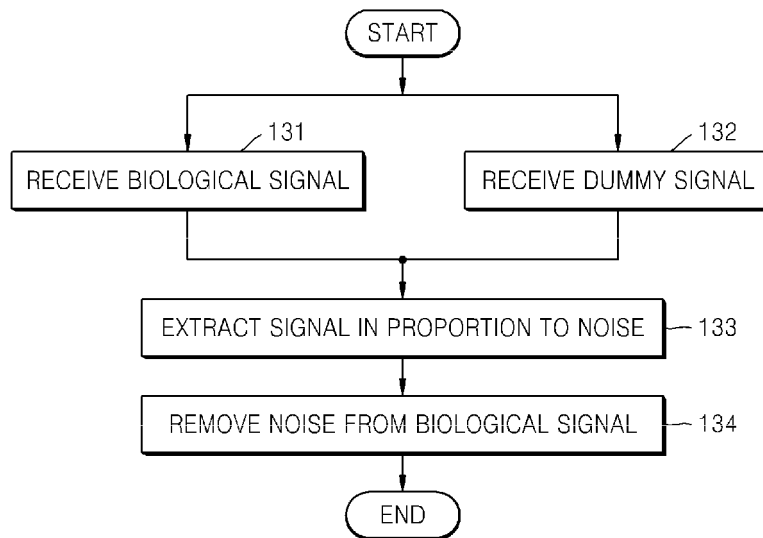 START
131
132
RECEIVE BIOLOGICAL SIGNAL
RECEIVE DUMMY SIGNAL
EXTRACT SIGNAL IN PROPORTION TO NOISE
133
REMOVE NOISE FROM BIOLOGICAL SIGNAL
134
END